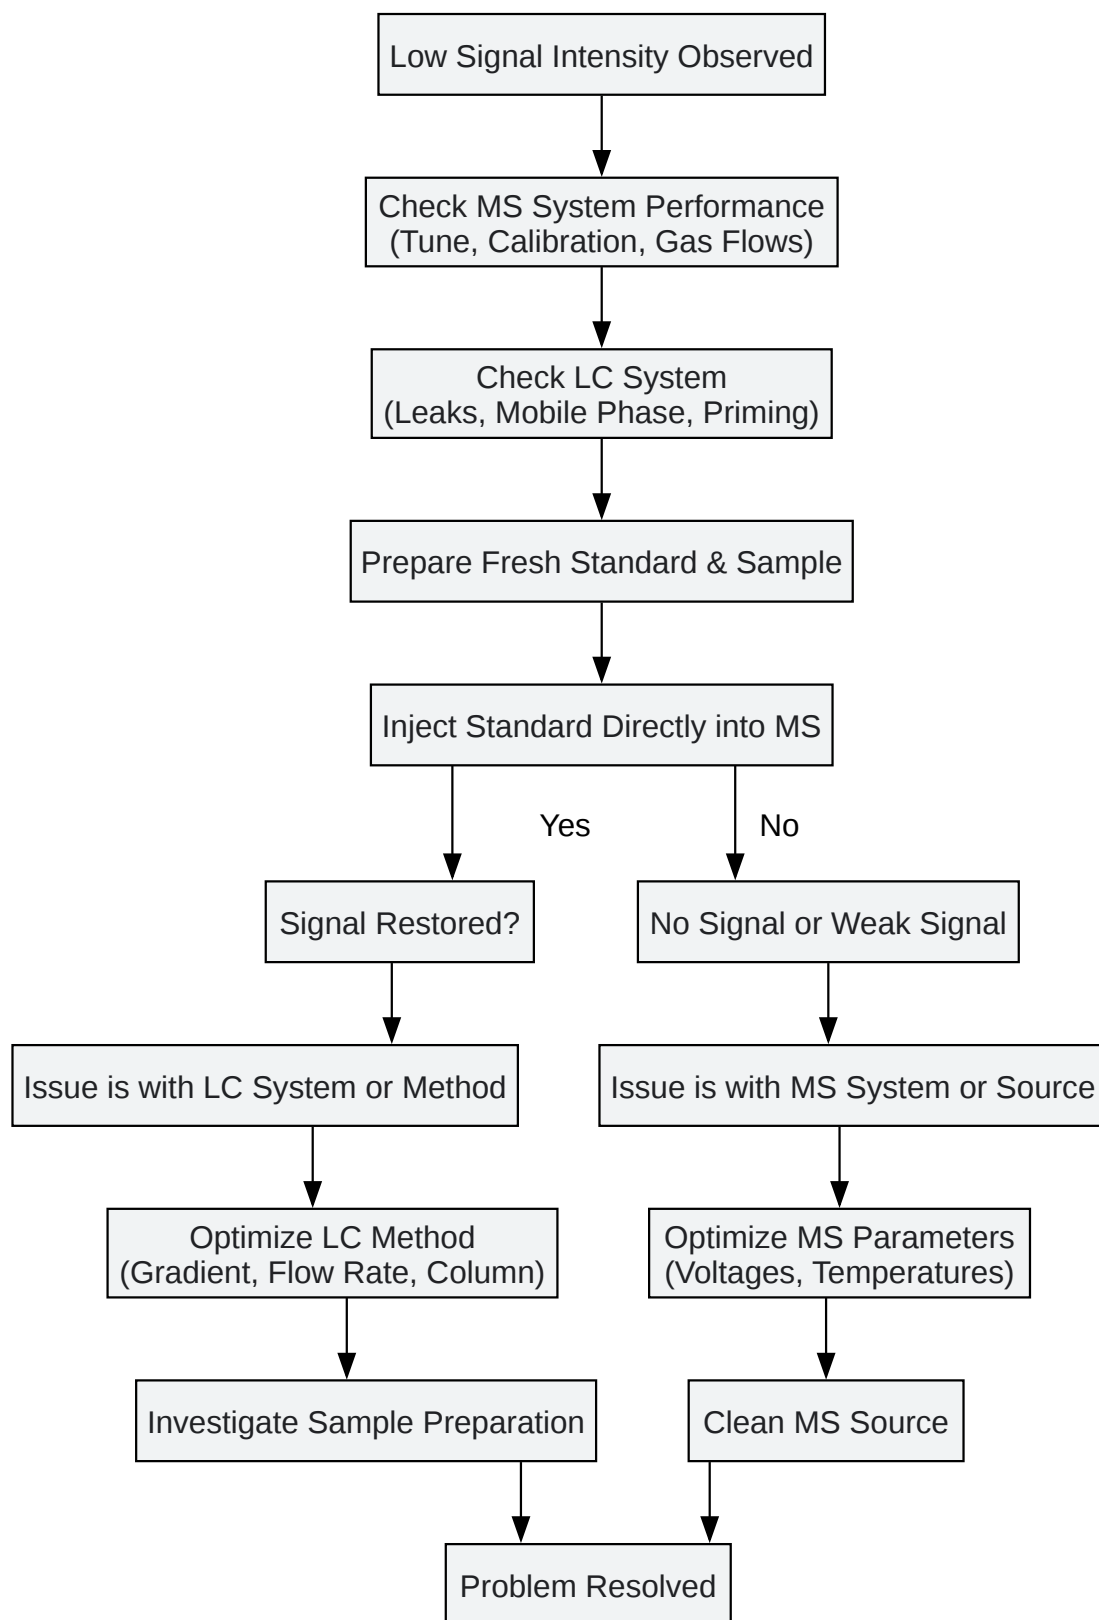 Low Signal Intensity Observed
Check MS System Performance
(Tune, Calibration, Gas Flows)
Check LC System
(Leaks, Mobile Phase, Priming)
Prepare Fresh Standard & Sample
Inject Standard Directly into MS
Yes
No
Signal Restored?
No Signal or Weak Signal
Issue is with LC System or Method
Issue is with MS System or Source
Optimize LC Method
(Gradient, Flow Rate, Column)
Optimize MS Parameters
(Voltages, Temperatures)
Investigate Sample Preparation
Clean MS Source
Problem Resolved